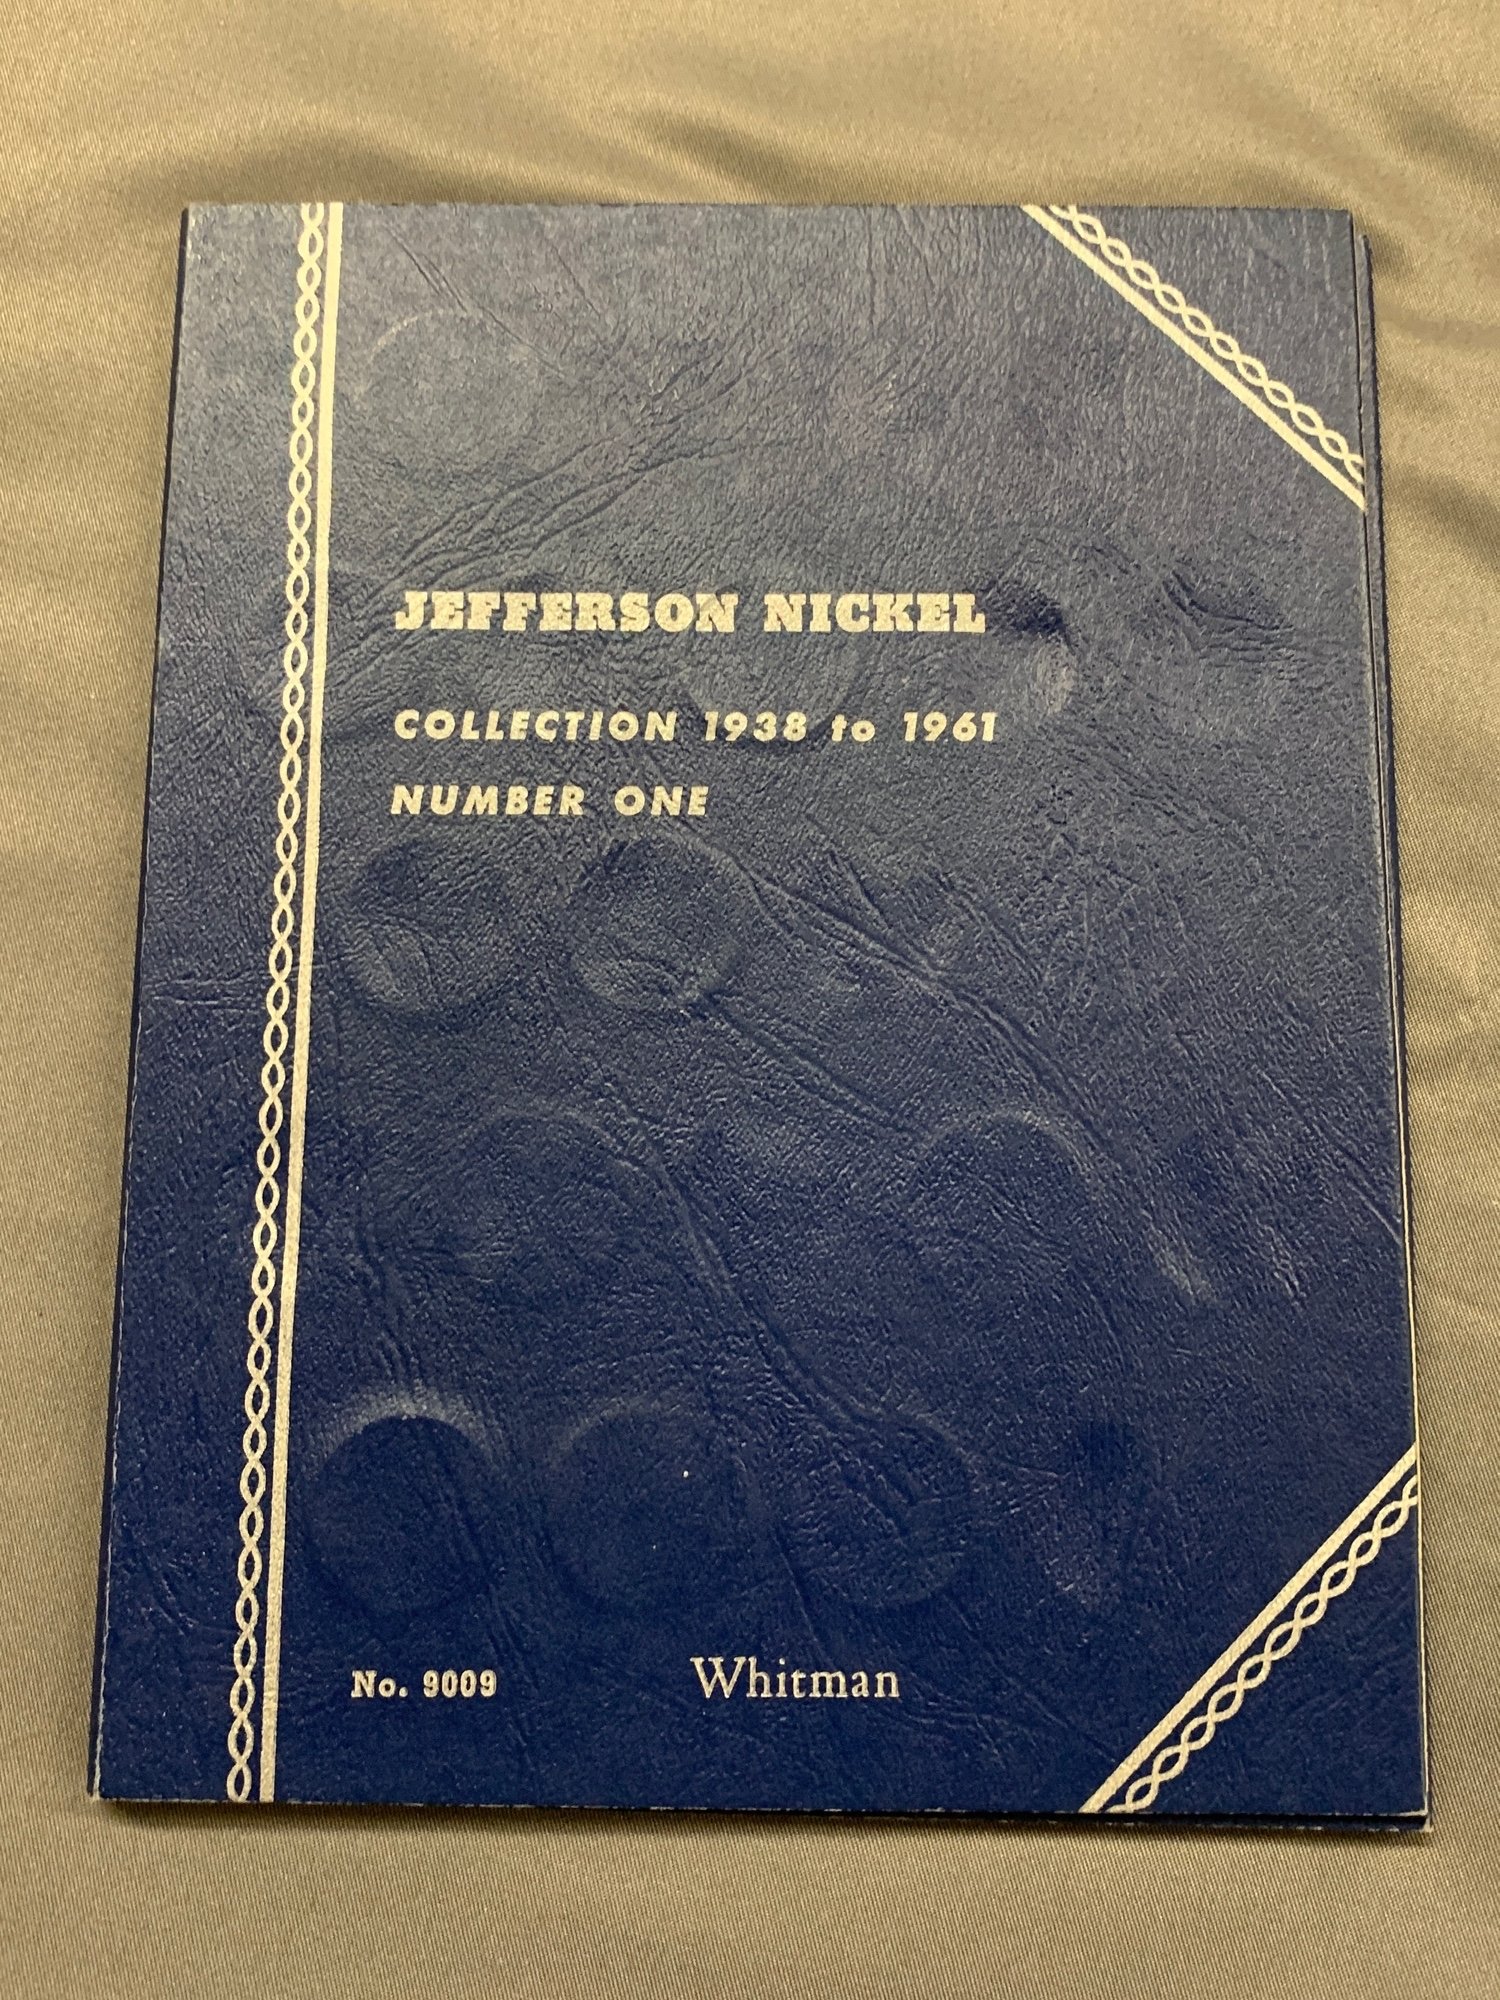 JEFFERSON NICKEL
COLLECTION 1938 to 1961
NUMBER ONE
No. 9009
Whitman